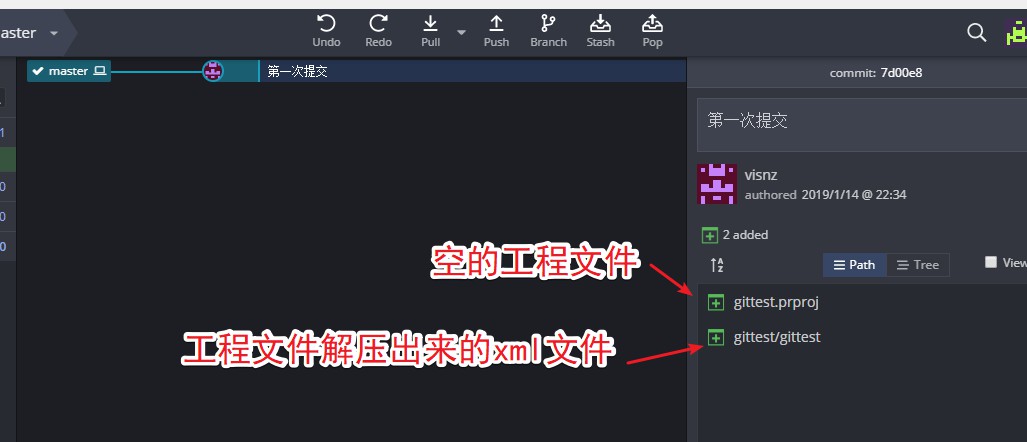 aster
Undo
Redo
Pull
Push
Branch
Stash
Pop
master
第一次提交
commit: 7d00e8
第一次提交
visnz
authored 2019/1/14 @ 22:34
2 added
Path
Tree
View
空的工程文件
gittest.prproj
工程文件解压出来的xml文件
gittest/gittest
1
0
0
0